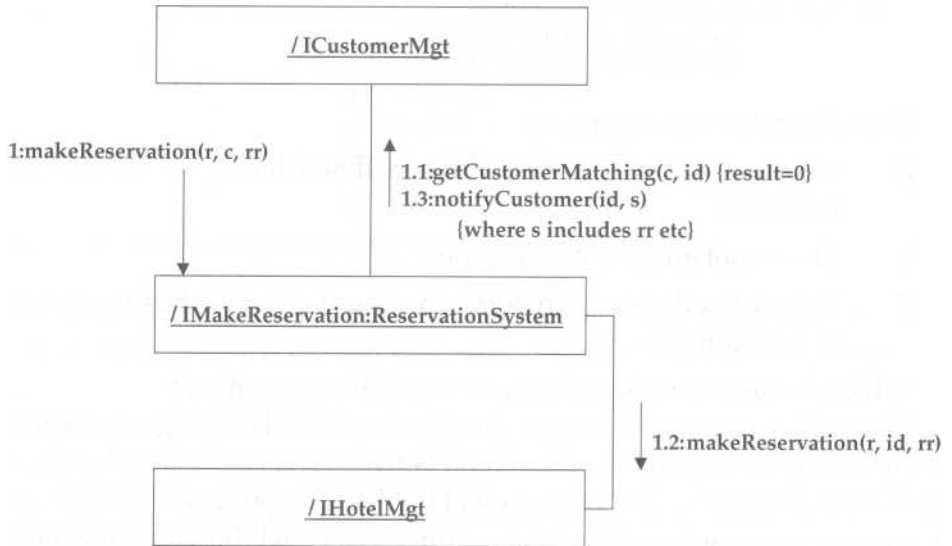 / ICustomerMgt
1:makeReservation(r, c, rr)
1.1:getCustomerMatching(c, id) {result=0}
1.3:notifyCustomer(id, s)
{where s includes rr etc}
/ IMakeReservation:ReservationSystem
1.2:makeReservation(r, id, rr)
/ IHotelMgt